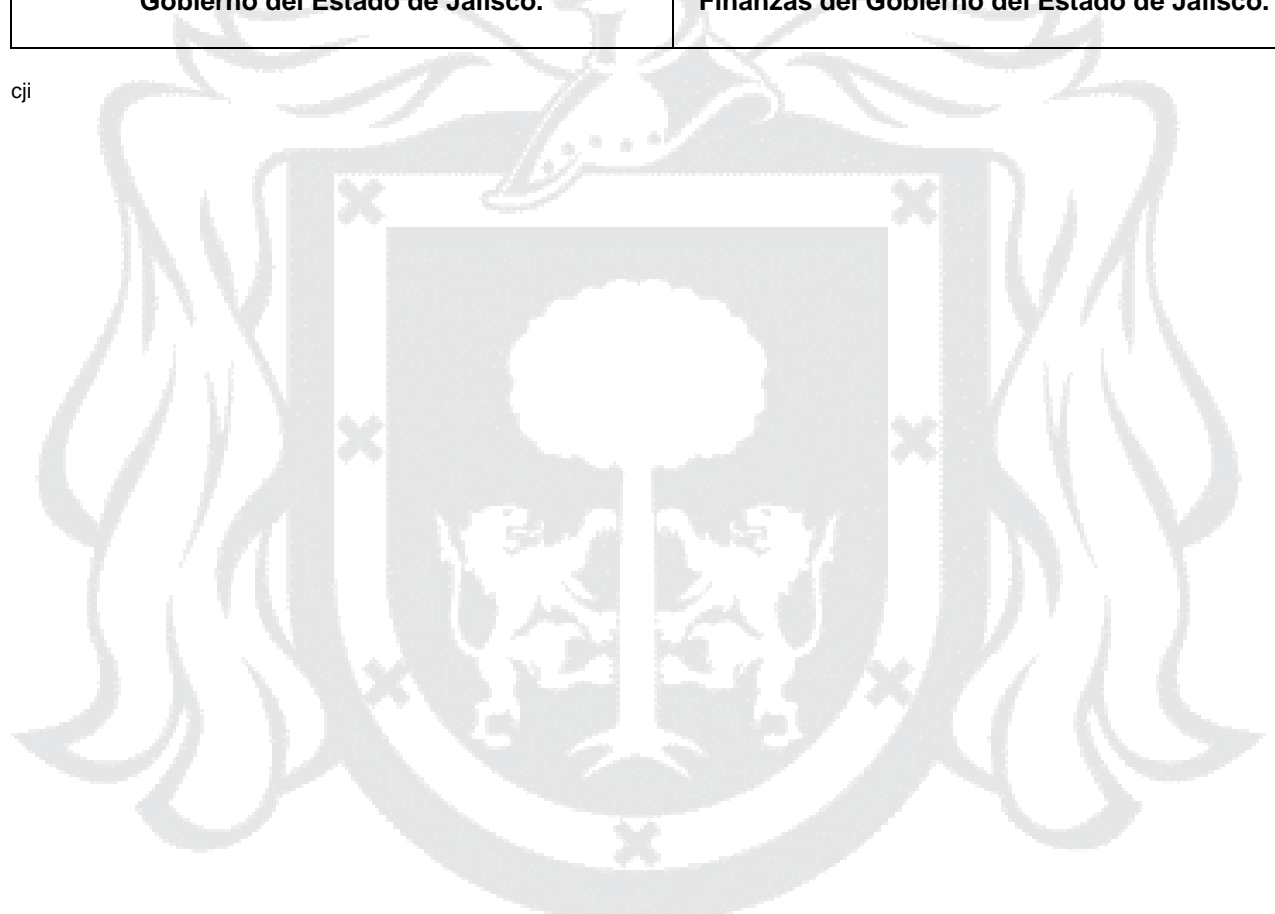 Gobierno del Estado de Jalisco.
Finanzas del Gobierno del Estado de Jalisco.
cji